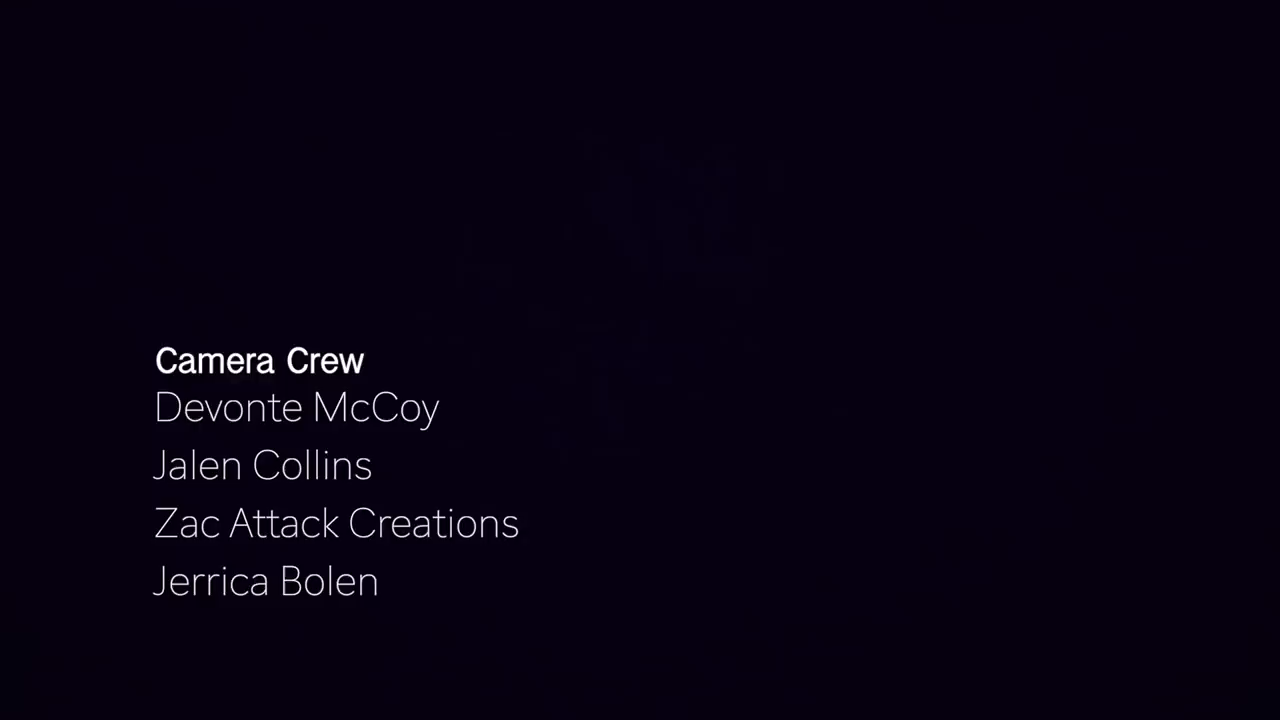 Camera Crew
Devonte McCoy
Jalen Collins
Zac Attack Creations
Jerrica Bolen